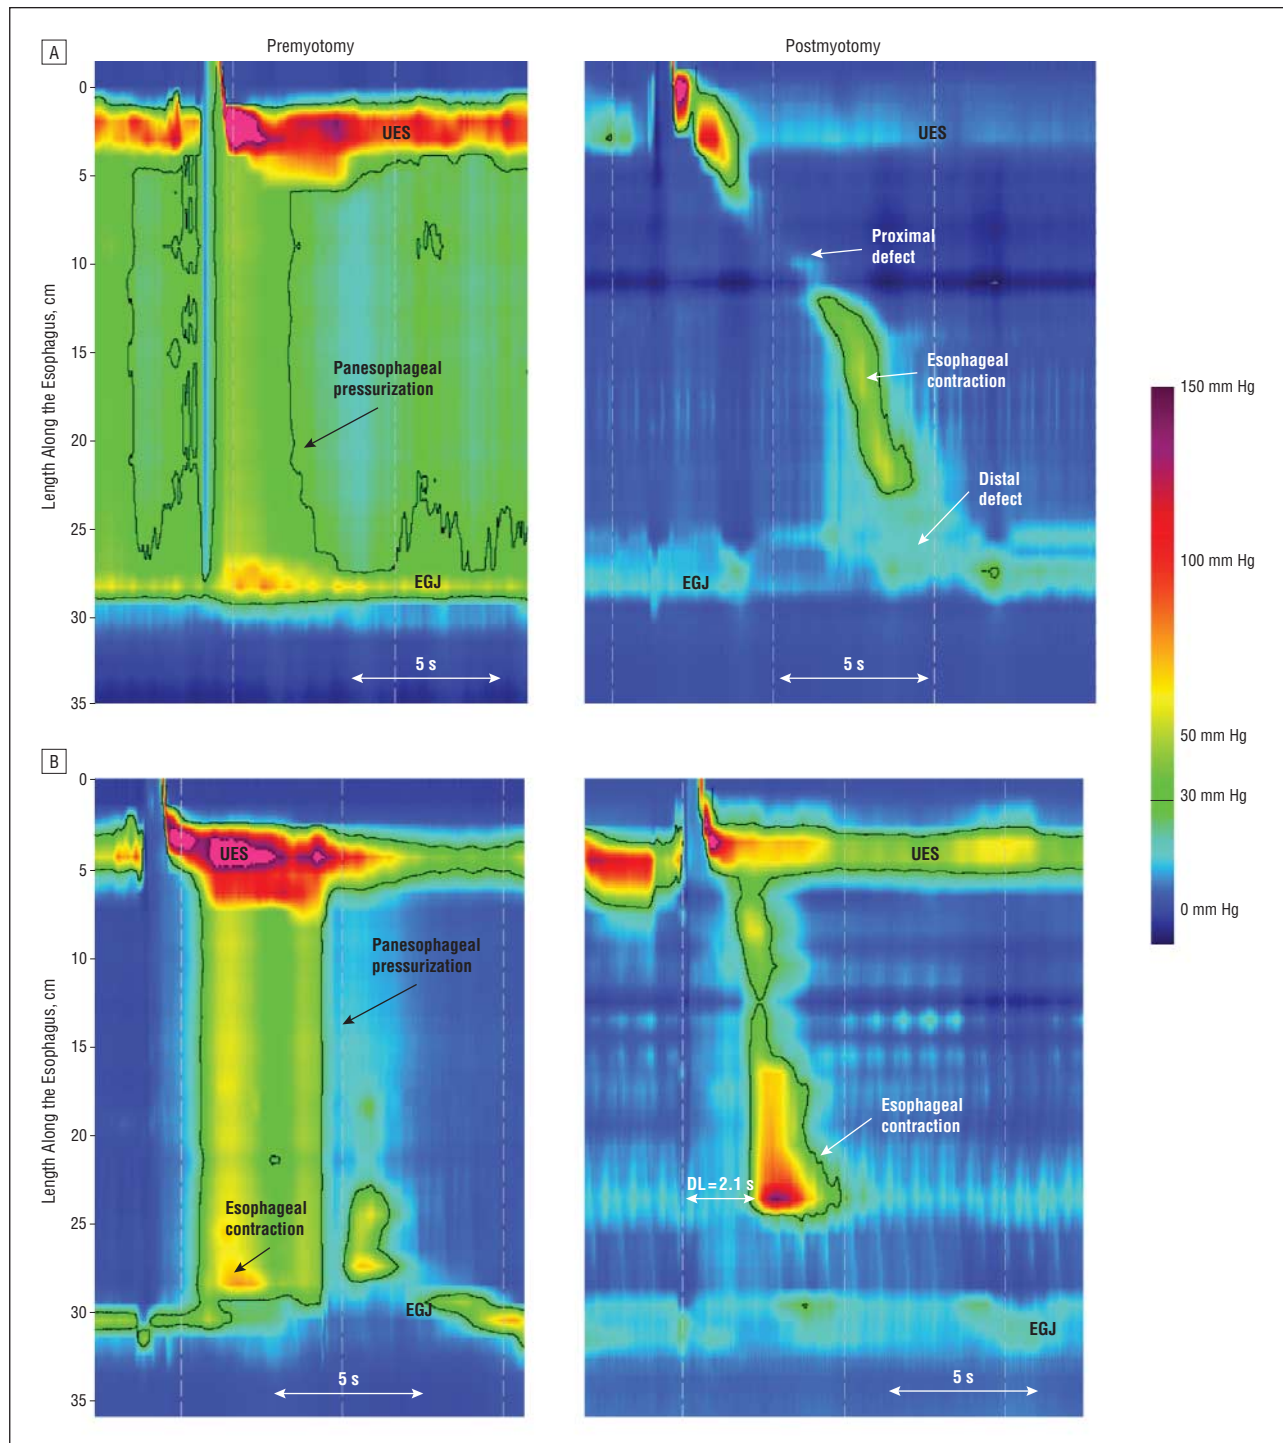 A
Premyotomy
Postmyotomy
0
5
10
15
20
25
30
35
Length Along the Esophagus, cm
UES
Panesophageal
pressurization
EGJ
5 s
UES
Proximal
defect
Esophageal
contraction
Distal
defect
EGJ
5 s
150 mm Hg
100 mm Hg
50 mm Hg
30 mm Hg
0 mm Hg
B
0
5
10
15
20
25
30
35
Length Along the Esophagus, cm
UES
Panesophageal
pressurization
Esophageal
contraction
EGJ
5 s
UES
Esophageal
contraction
DL = 2.1 s
EGJ
5 s